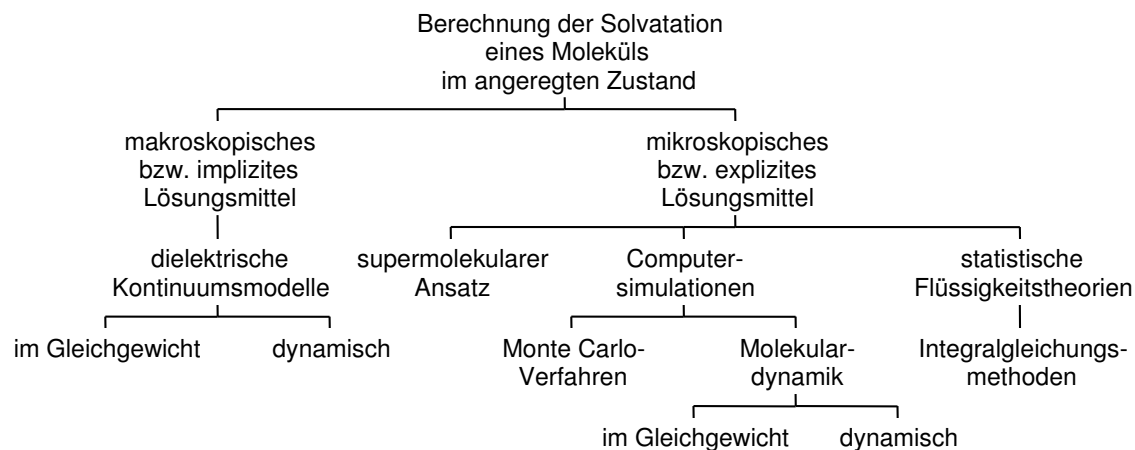 Berechnung der Solvatation
eines Moleküls
im angeregten Zustand
makroskopisches
bzw. implizites
Lösungsmittel
mikroskopisches
bzw. explizites
Lösungsmittel
dielektrische
Kontinuumsmodelle
supermolekularer
Ansatz
Computer-
simulationen
statistische
Flüssigkeitstheorien
im Gleichgewicht
dynamisch
Monte Carlo-
Verfahren
Molekular-
dynamik
Integralgleichungs-
methoden
im Gleichgewicht
dynamisch